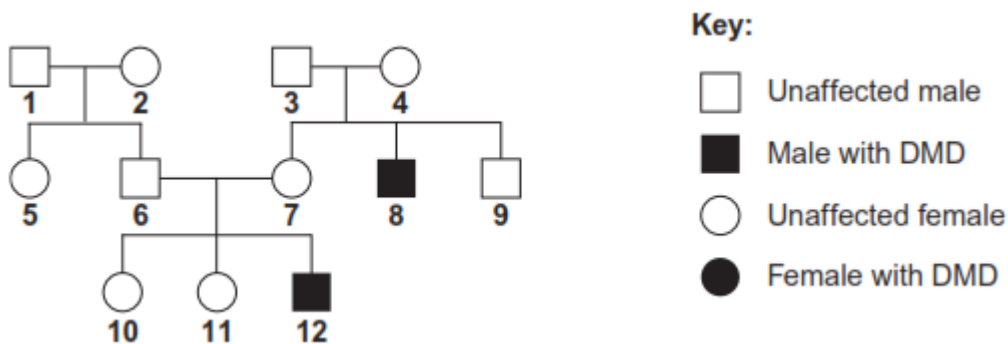 Key:
1 2 3 4
Unaffected male
Male with DMD
5 6 7 8 9
Unaffected female
Female with DMD
10 11 12